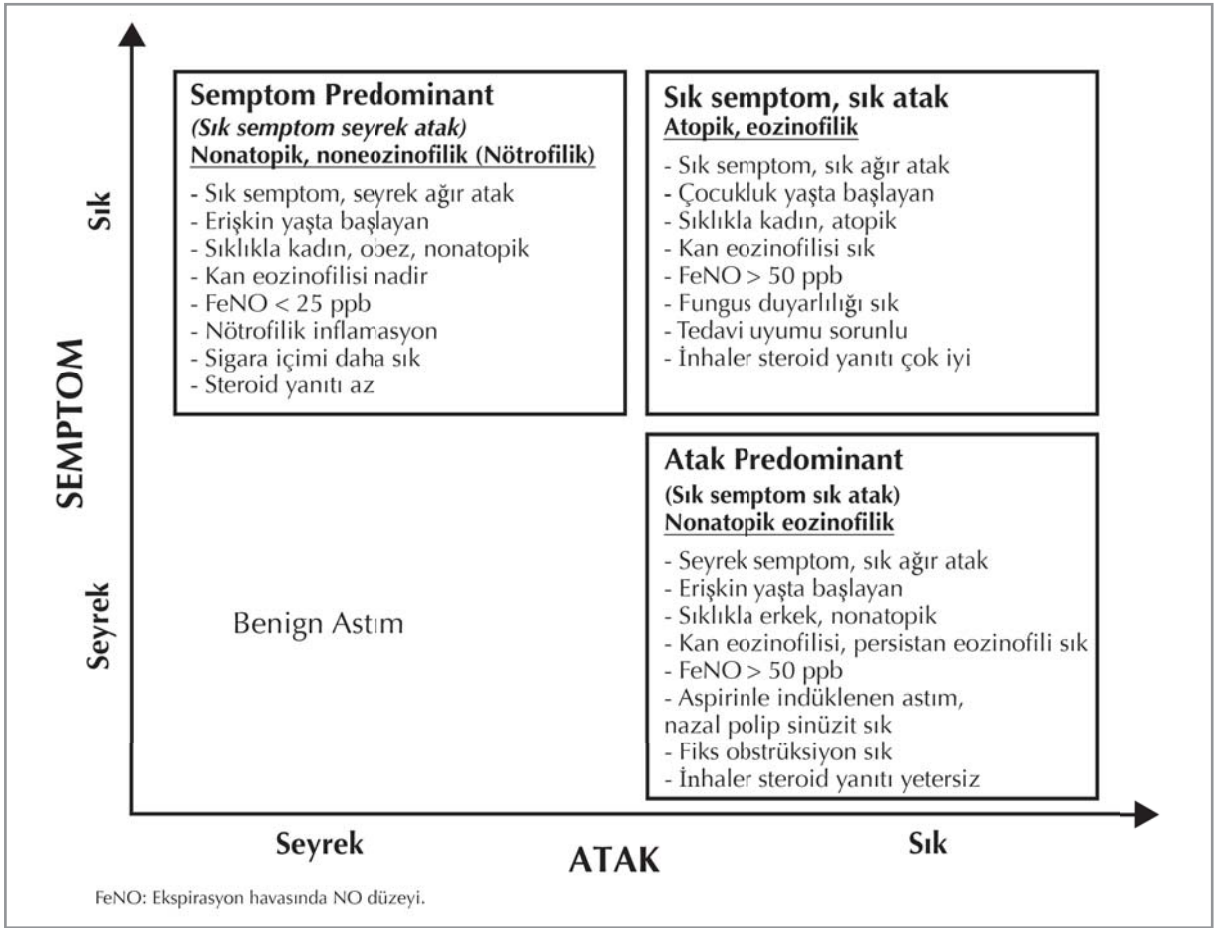 Semptom Predominant
(Sık semptom seyrek atak)
Nonatopik, noneozinofilik (Nötrofilik)
- Sık semptom, seyrek ağır atak
- Erişkin yaşta başlayan
- Sıklıkla kadın, obez, nonatopik
- Kan eozinofilisi nadir
- FeNO < 25 ppb
- Nötrofilik inflamasyon
- Sigara içimi daha sık
- Steroid yanıtı az
Sık semptom, sık atak
Atopik, eozinofilik
- Sık semptom, sık ağır atak
- Çocukluk yaşta başlayan
- Sıklıkla kadın, atopik
- Kan eozinofilisi sık
- FeNO > 50 ppb
- Fungus duyarlılığı sık
- Tedavi uyumu sorunlu
- İnhaler steroid yanıtı çok iyi
Sık
SEMPTOM
Seyrek
Benign Astım
Atak Predominant
(Sık semptom sık atak)
Nonatopik eozinofilik
- Seyrek semptom, sık ağır atak
- Erişkin yaşta başlayan
- Sıklıkla erkek, nonatopik
- Kan eozinofilisi, persistan eozinofili sık
- FeNO > 50 ppb
- Aspirinle indüklenen astım,
nazal polip sinüzit sık
- Fiks obstrüksiyon sık
- İnhaler steroid yanıtı yetersiz
Seyrek
ATAK
Sık
FeNO: Ekspirasyon havasında NO düzeyi.